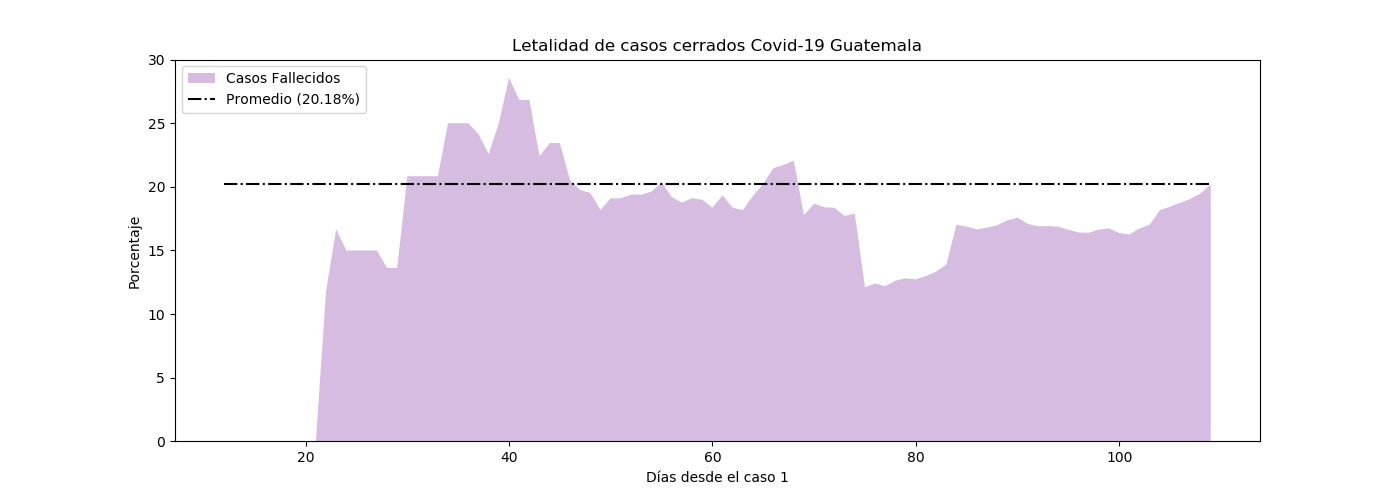 Letalidad de casos cerrados Covid-19 Guatemala
Casos Fallecidos
Promedio (20.18%)
Porcentaje
30
25
20
15
10
5
0
20 40 60 80 100
Días desde el caso 1